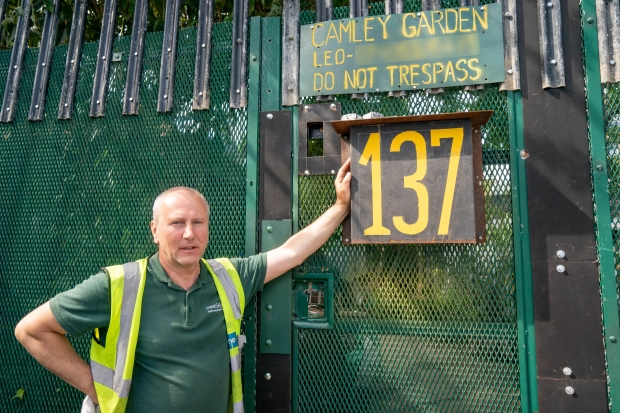 CAMLEY GARDEN
LEO-
DO NOT TRESPASS
137